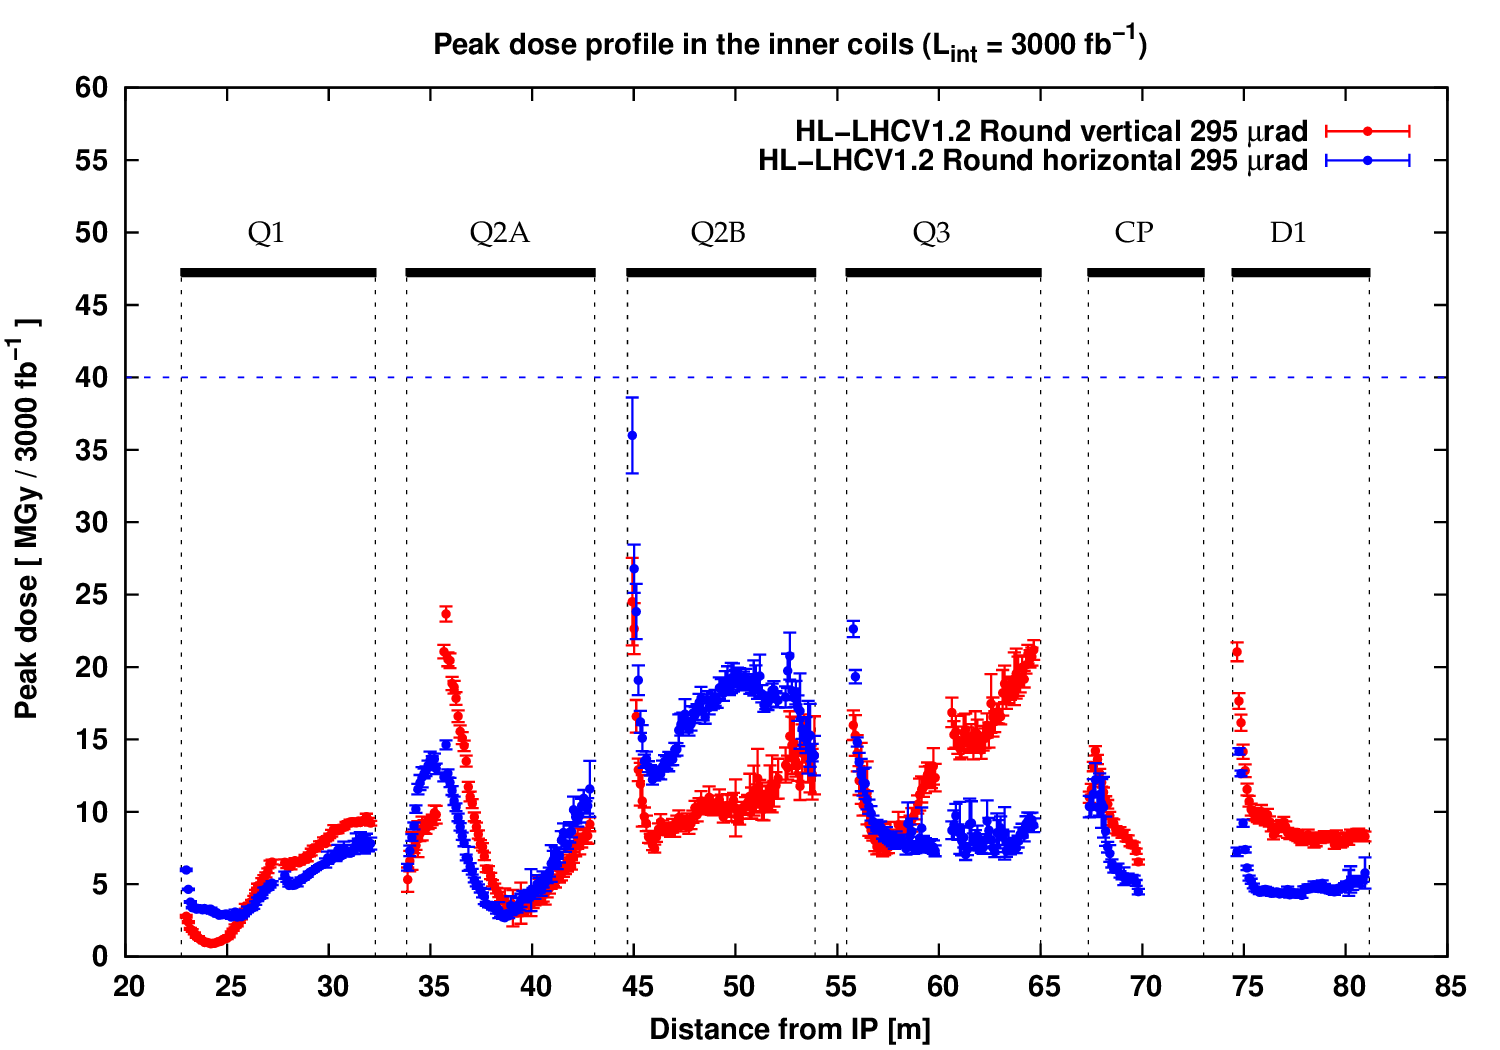 Peak dose profile in the inner coils (L_int = 3000 fb⁻¹)
60
55
50
45
40
35
30
25
20
15
10
5
0
Peak dose [ MGy / 3000 fb⁻¹ ]
HL−LHCV1.2 Round vertical 295 μrad
HL−LHCV1.2 Round horizontal 295 μrad
Q1 Q2A Q2B Q3 CP D1
20 25 30 35 40 45 50 55 60 65 70 75 80 85
Distance from IP [m]